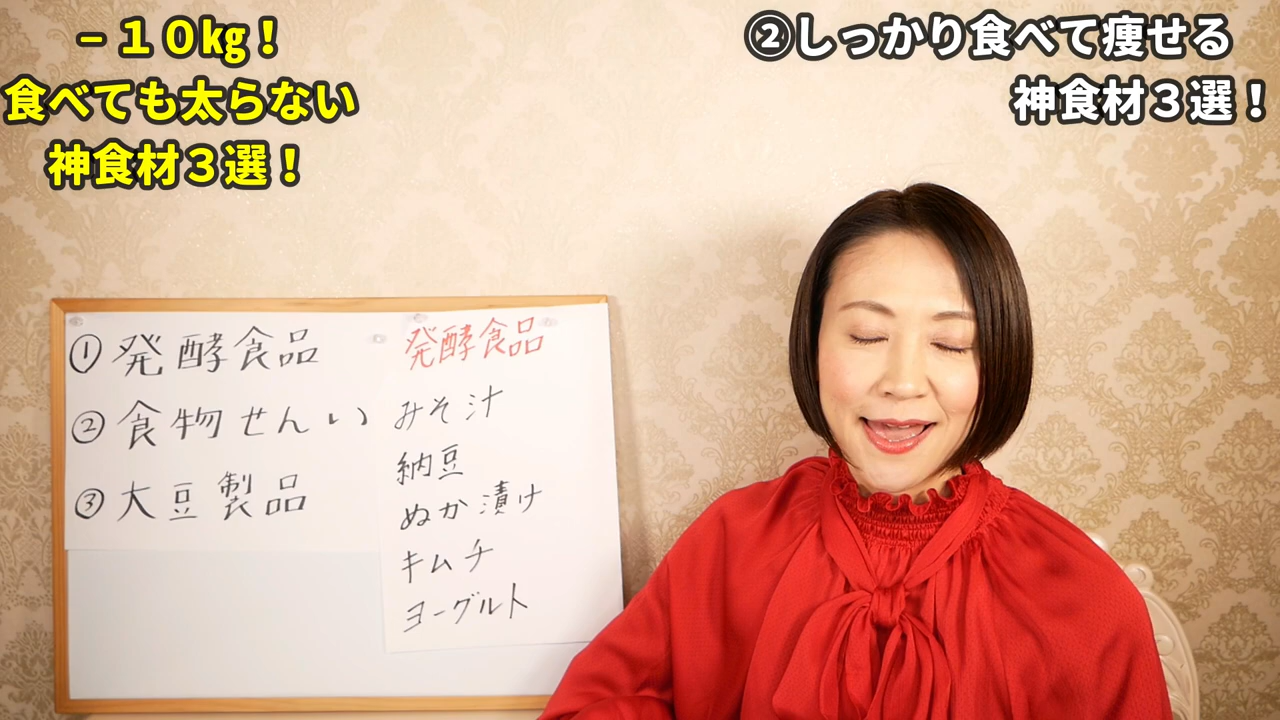 −１０㎏！
食べても太らない
神食材３選！
②しっかり食べて痩せる
神食材３選！
① 発酵食品
② 食物せんい
③ 大豆製品
発酵食品
みそ汁
納豆
ぬか漬け
キムチ
ヨーグルト